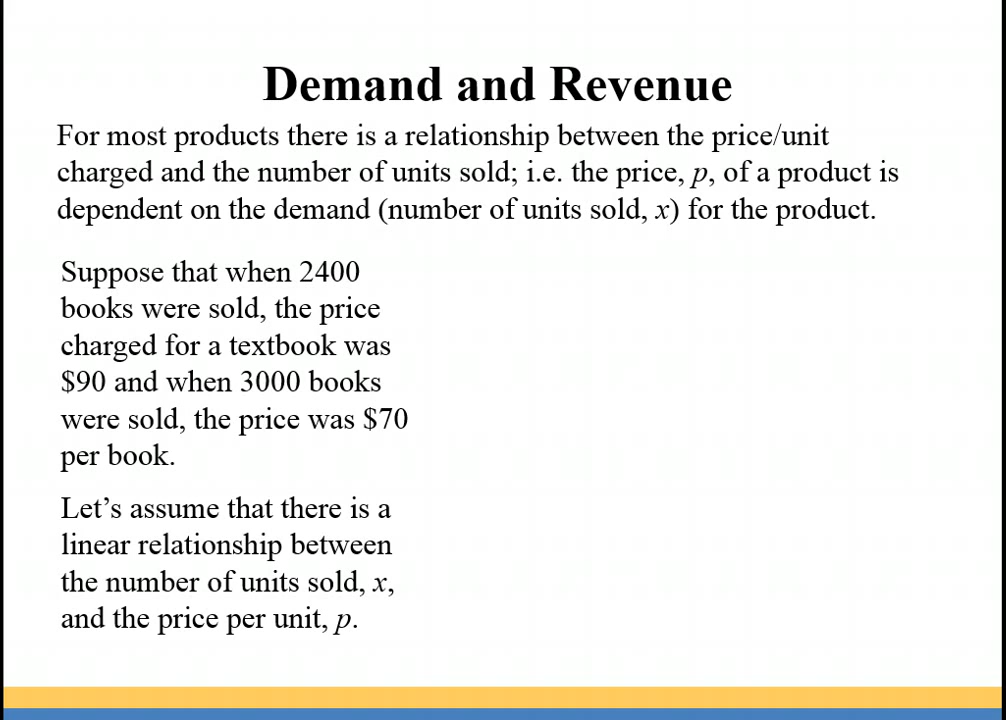 Demand and Revenue
For most products there is a relationship between the price/unit
charged and the number of units sold; i.e. the price, p, of a product is
dependent on the demand (number of units sold, x) for the product.
Suppose that when 2400
books were sold, the price
charged for a textbook was
$90 and when 3000 books
were sold, the price was $70
per book.
Let’s assume that there is a
linear relationship between
the number of units sold, x,
and the price per unit, p.